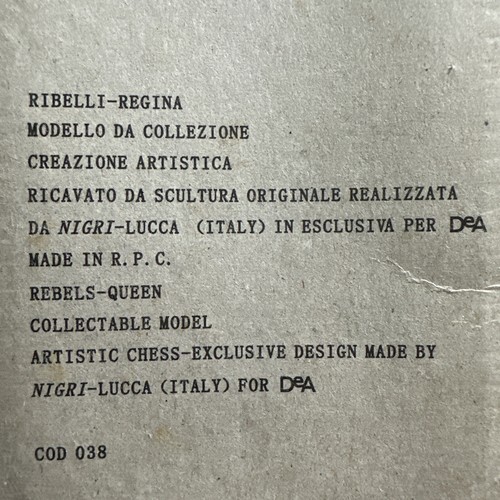 RIBELLI-REGINA
MODELLO DA COLLEZIONE
CREAZIONE ARTISTICA
RICAVATO DA SCULTURA ORIGINALE REALIZZATA
DA NIGRI-LUCCA (ITALY) IN ESCLUSIVA PER DeA
MADE IN R.P.C.
REBELS-QUEEN
COLLECTABLE MODEL
ARTISTIC CHESS-EXCLUSIVE DESIGN MADE BY
NIGRI-LUCCA (ITALY) FOR DeA
COD 038